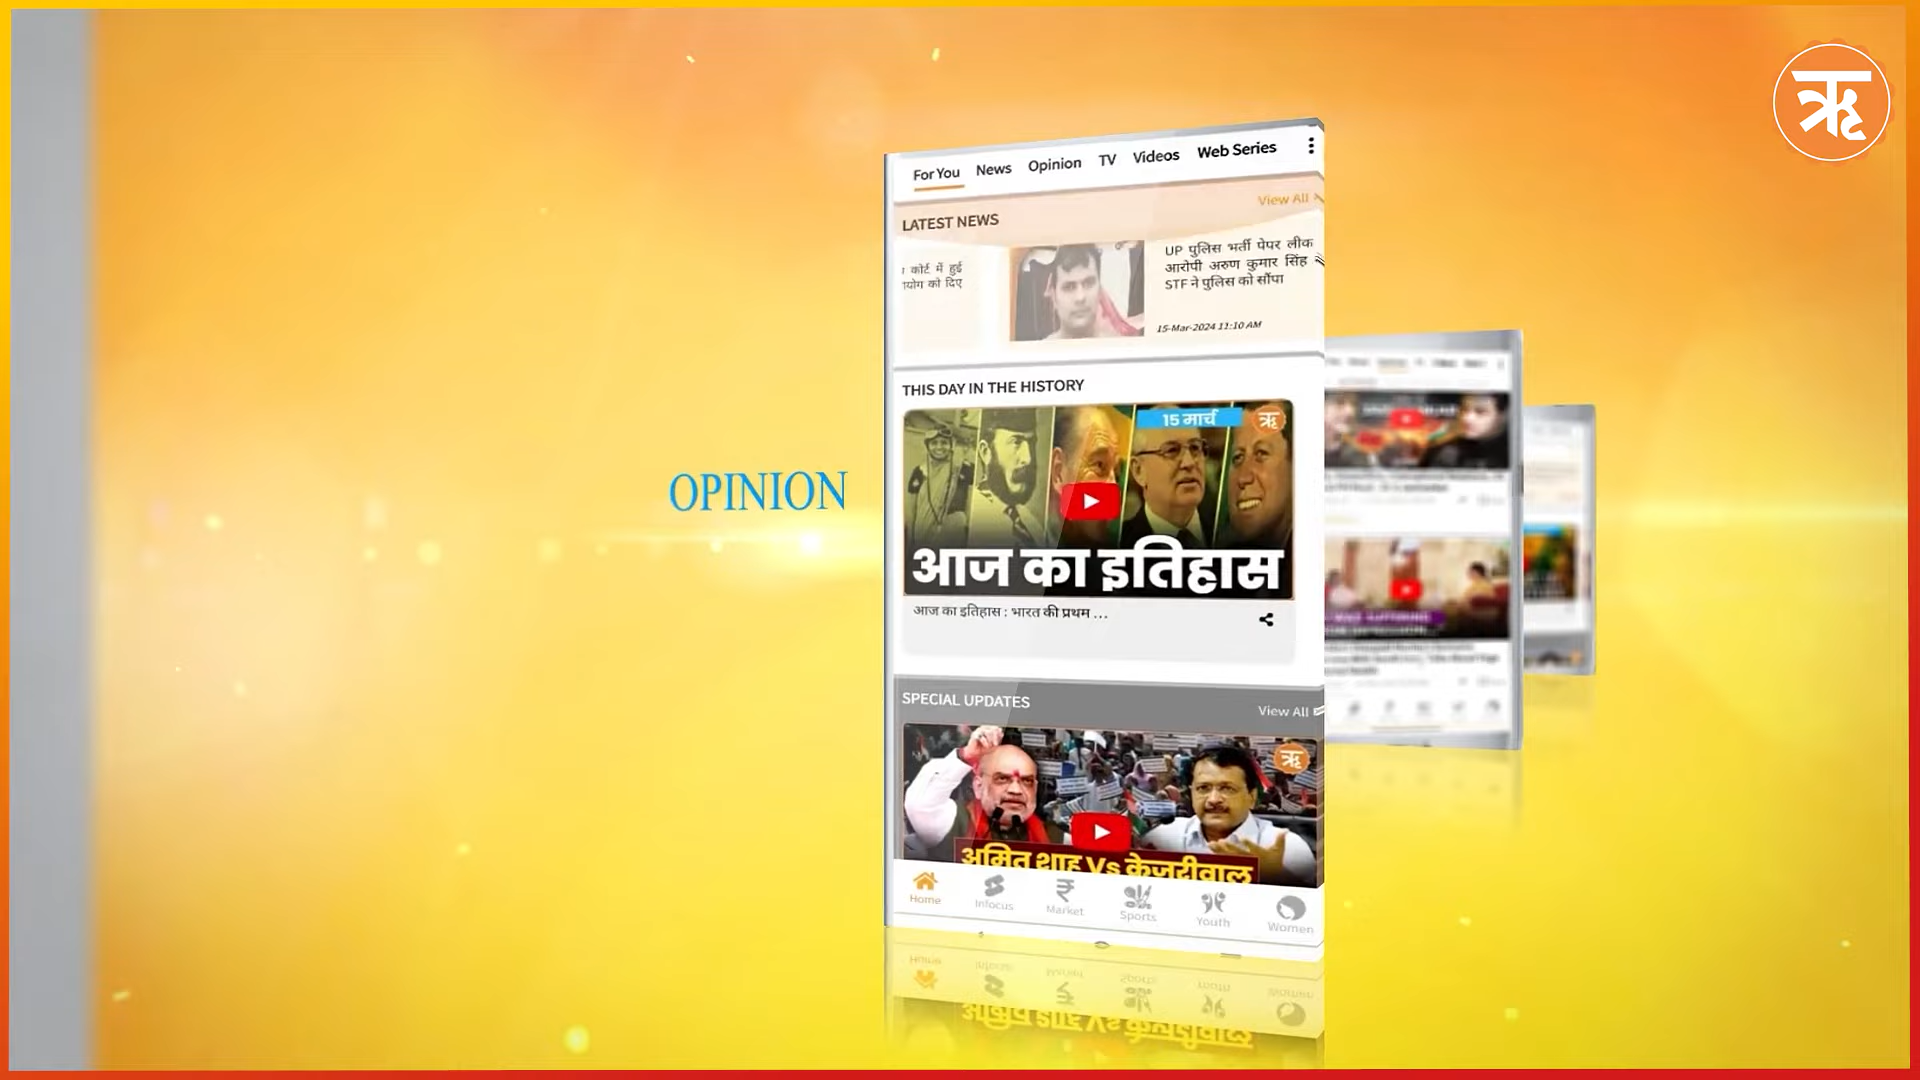 ऋ
For You News Opinion TV Videos Web Series
View All
LATEST NEWS
कोर्ट में हुई
UP पुलिस भर्ती पेपर लीक
आरोपी अरुण कुमार सिंह
STF ने पुलिस को सौंपा
15-Mar-2024 11:10 AM
THIS DAY IN THE HISTORY
15 मार्च
ऋ
OPINION
आज का इतिहास
आज का इतिहास : भारत की प्रथम ...
SPECIAL UPDATES
View All
ऋ
अमित शाह Vs केजरीवाल
Home Infocus Market Sports Youth Women